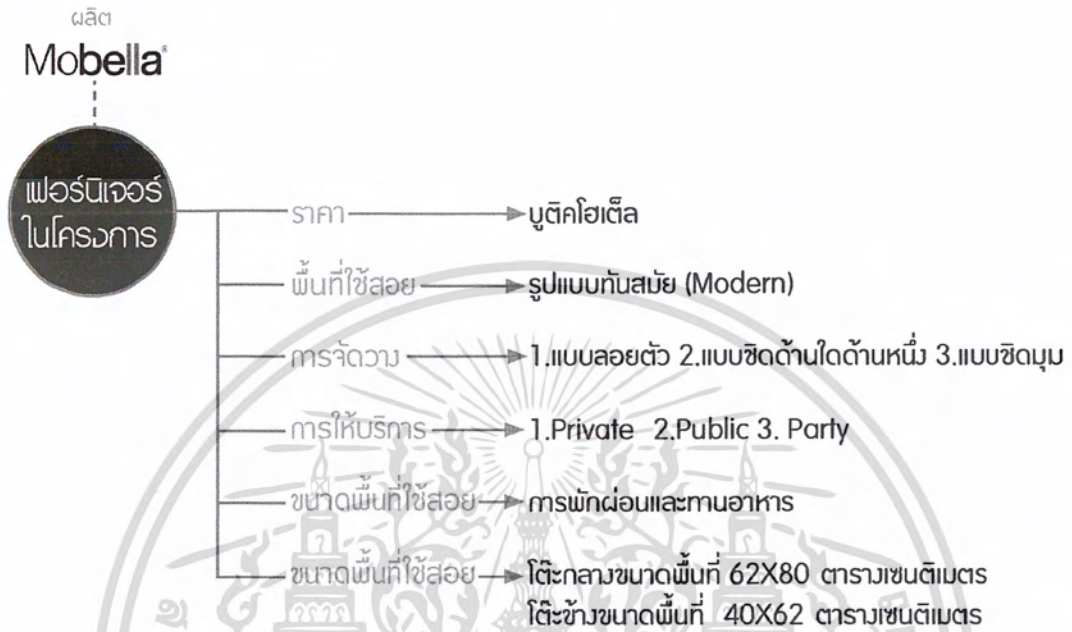 ผลิต
Mobella®
เฟอร์นิเจอร์
ในโครงการ
ราคา บูติคโฮเต็ล
พื้นที่ใช้สอย รูปแบบทันสมัย (Modern)
การจัดวาง 1.แบบลอยตัว 2.แบบชิดด้านใดด้านหนึ่ง 3.แบบชิดมุม
การให้บริการ 1.Private 2.Public 3. Party
ขนาดพื้นที่ใช้สอย การพักผ่อนและทานอาหาร
ขนาดพื้นที่ใช้สอย โต๊ะกลางขนาดพื้นที่ 62X80 ตารางเซนติเมตร
โต๊ะข้างขนาดพื้นที่ 40X62 ตารางเซนติเมตร